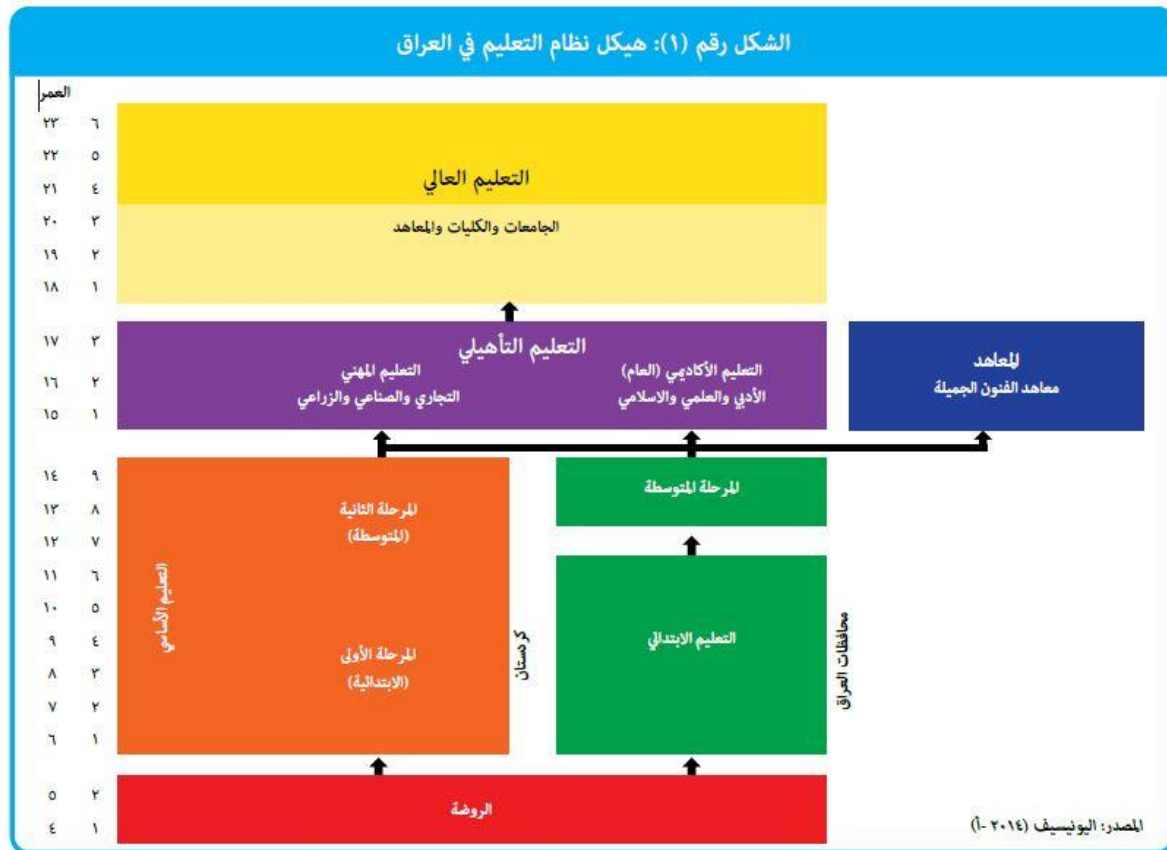 الشكل رقم (١): هيكل نظام التعليم في العراق
العمر
٢٣ ٦
٢٢ ٥
٢١ ٤
٢٠ ٣
١٩ ٢
١٨ ١
التعليم العالي
الجامعات والكليات والمعاهد
١٧ ٣
١٦ ٢
١٥ ١
التعليم التأهيلي
التعليم الأكاديمي (العام)
الأدبي والعلمي والاسلامي
التعليم المهني
التجاري والصناعي والزراعي
المعاهد
معاهد الفنون الجميلة
١٤ ٩
١٣ ٨
١٢ ٧
١١ ٦
١٠ ٥
٩ ٤
٨ ٣
٧ ٢
٦ ١
محافظات العراق
المرحلة المتوسطة
التعليم الابتدائي
كردستان
المرحلة الثانية
(المتوسطة)
المرحلة الأولى
(الابتدائية)
التعليم الأساسي
٥ ٢
٤ ١
الروضة
المصدر: اليونيسيف (٢٠١٤ -أ)